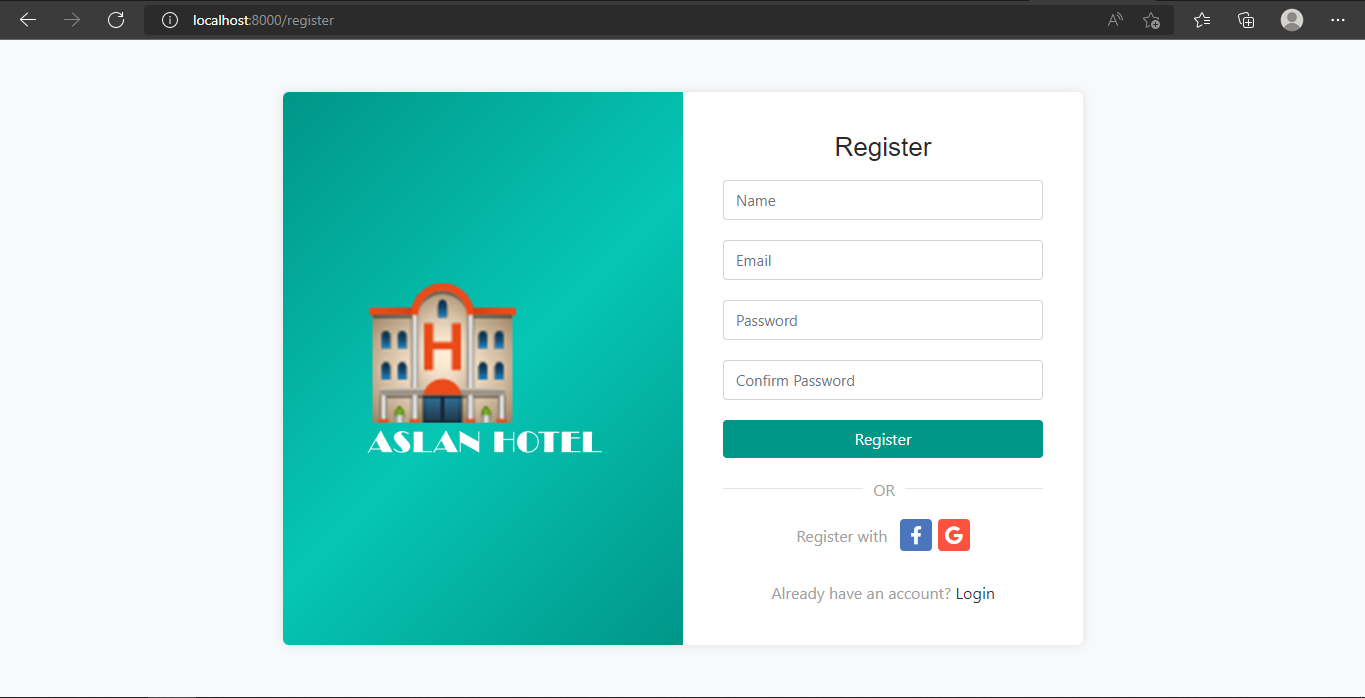 localhost:8000/register
H
ASLAN HOTEL
Register
Name
Email
Password
Confirm Password
Register
OR
Register with f G
Already have an account? Login